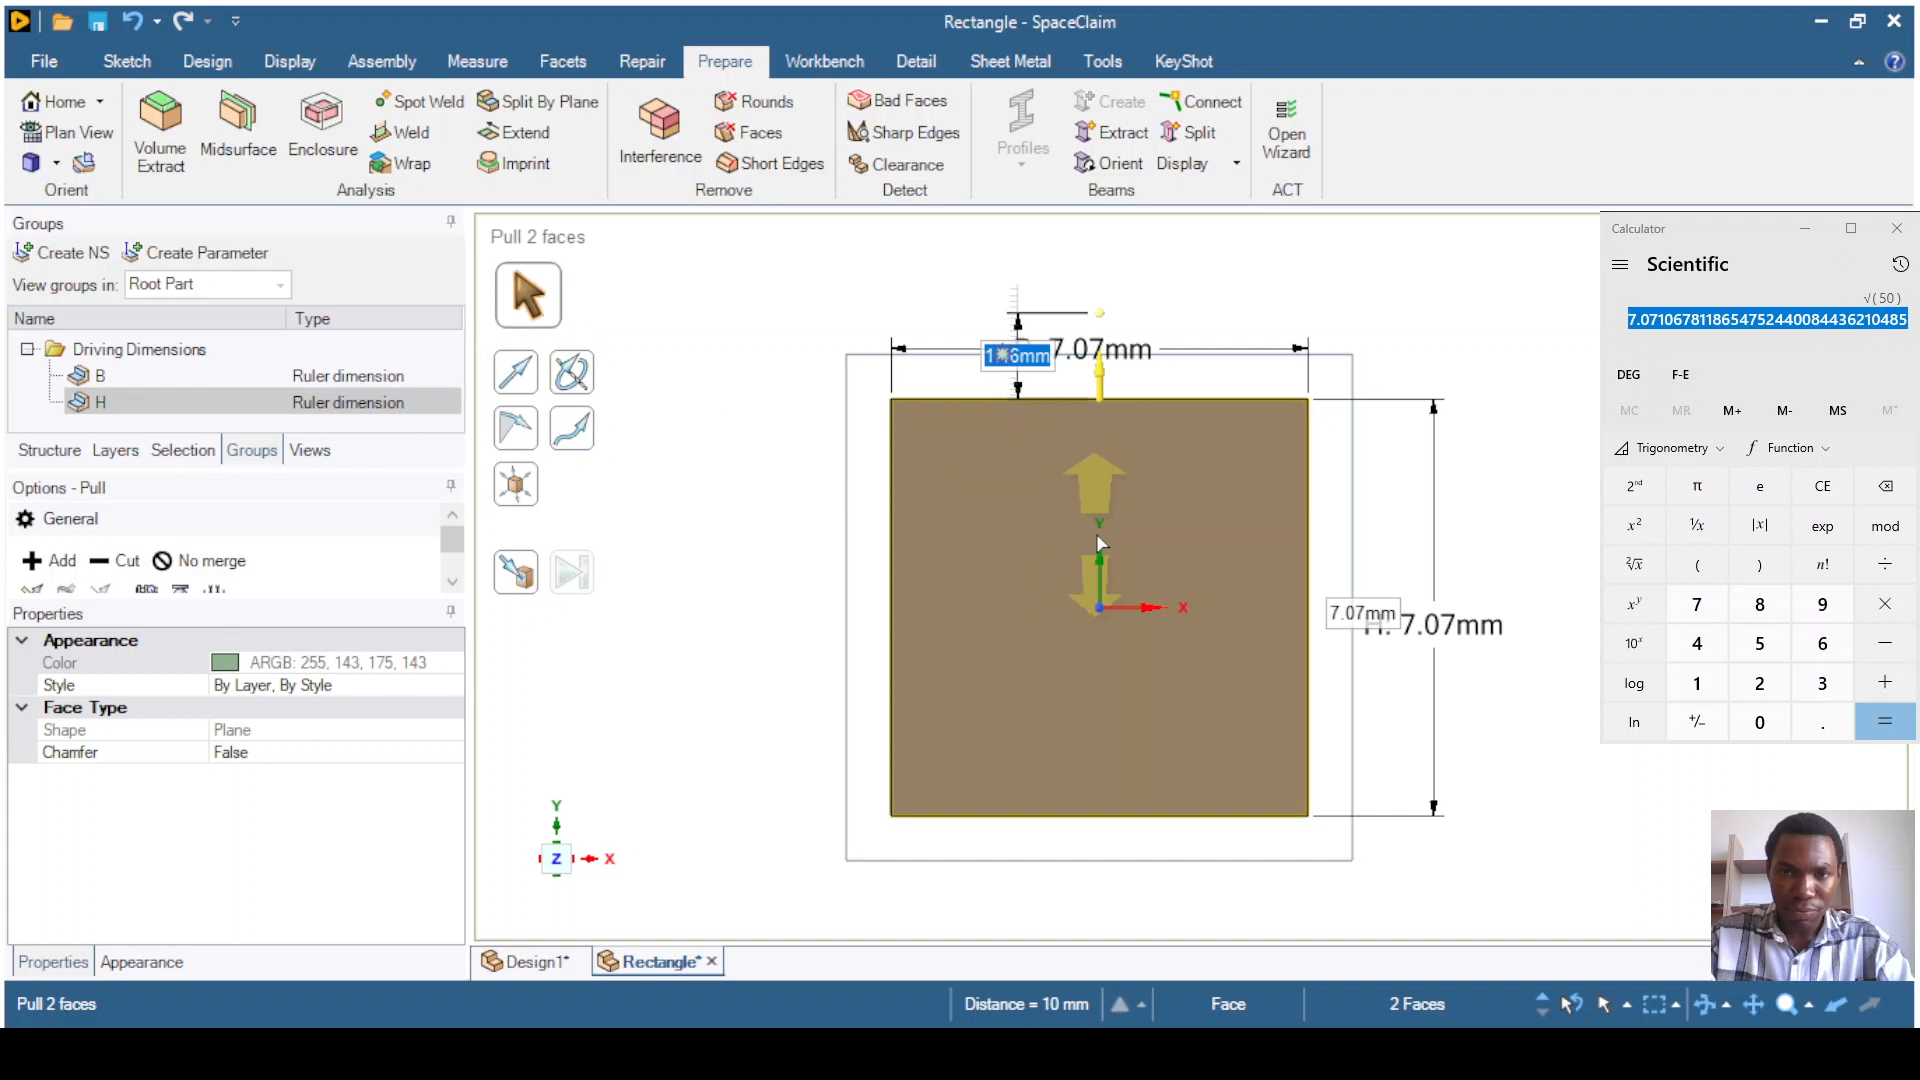 Rectangle - SpaceClaim
File Sketch Design Display Assembly Measure Facets Repair Prepare Workbench Detail Sheet Metal Tools KeyShot
Home
Plan View
Orient
Volume Extract
Midsurface
Enclosure
Spot Weld
Weld
Wrap
Split By Plane
Extend
Imprint
Analysis
Interference
Rounds
Faces
Short Edges
Remove
Bad Faces
Sharp Edges
Clearance
Detect
Profiles
Create
Connect
Extract
Split
Orient
Display
Beams
Open Wizard
ACT
Groups
Create NS Create Parameter
View groups in: Root Part
Name Type
Driving Dimensions
B Ruler dimension
H Ruler dimension
Structure Layers Selection Groups Views
Options - Pull
General
Add Cut No merge
Properties
Appearance
Color ARGB: 255, 143, 175, 143
Style By Layer, By Style
Face Type
Shape Plane
Chamfer False
Properties Appearance
Pull 2 faces
7.07mm
Y
X
7.07mm
H: 7.07mm
Y
Z
X
Design1*
Rectangle*
Calculator
Scientific
√( 50 )
7.0710678118654752440084436210485
DEG F-E
MC MR M+ M- MS M˅
Trigonometry Function
2nd π e CE
x² ¹/x |x| exp mod
²√x ( ) n! ÷
xʸ 7 8 9 ×
10ˣ 4 5 6 −
log 1 2 3 +
ln +/− 0 . =
Pull 2 faces Distance = 10 mm Face 2 Faces